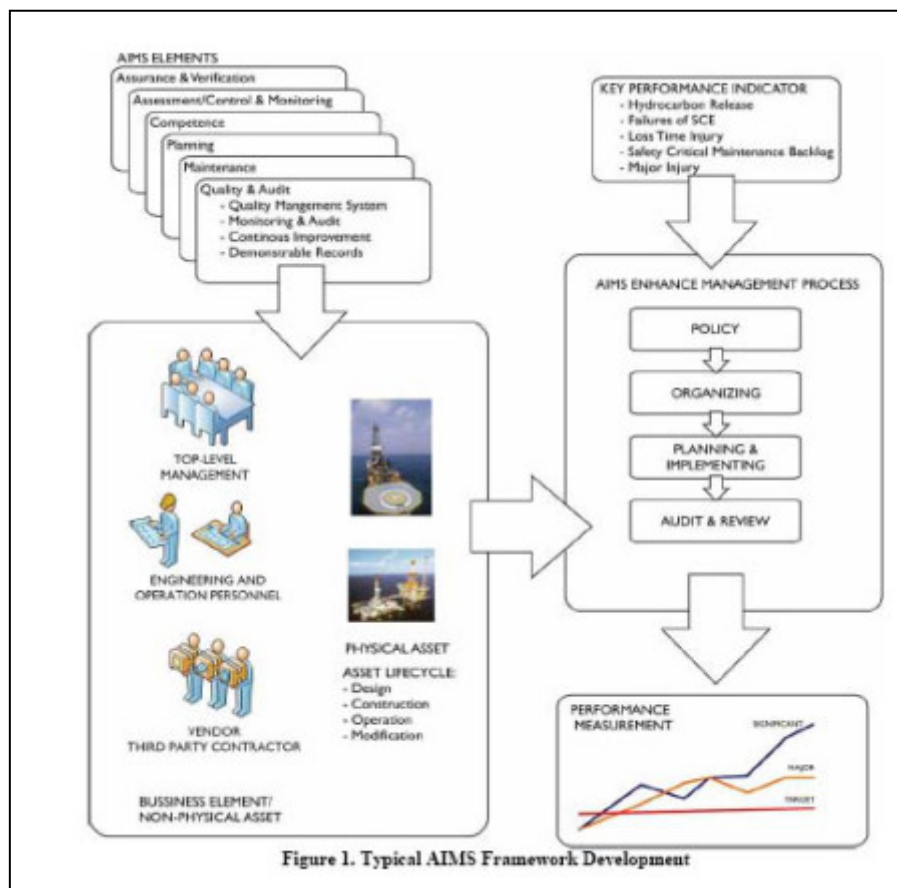 AIMS ELEMENTS
Assurance & Verification
Assessment/Control & Monitoring
Competence
Planning
Maintenance
Quality & Audit
- Quality Mangement System
- Monitoring & Audit
- Continous Improvement
- Demonstrable Records
KEY PERFORMANCE INDICATOR
- Hydrocarbon Release
- Failures of SCE
- Loss Time Injury
- Safety Critical Maintenance Backlog
- Major Injury
AIMS ENHANCE MANAGEMENT PROCESS
POLICY
ORGANIZING
PLANNING &
IMPLEMENTING
AUDIT & REVIEW
TOP-LEVEL
MANAGEMENT
ENGINEERING AND
OPERATION PERSONNEL
VENDOR
THIRD PARTY CONTRACTOR
BUSSINESS ELEMENT/
NON-PHYSICAL ASSET
PHYSICAL ASSET
ASSET LIFECYCLE:
- Design
- Construction
- Operation
- Modification
PERFORMANCE
MEASUREMENT
SIGNIFICANT
MAJOR
Figure 1. Typical AIMS Framework Development